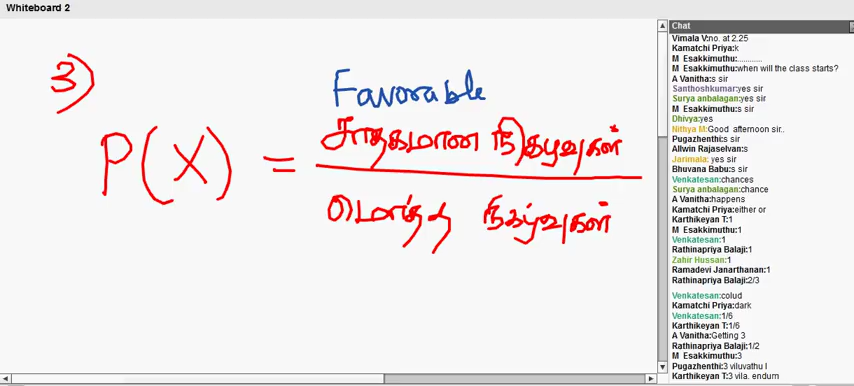 Whiteboard 2
3)
Favorable
P(X) = சாதகமான நிகழ்வுகள்
மொத்த நிகழ்வுகள்
Chat
Vimala V:no. at 2.25
Kamatchi Priya:k
M Esakkimuthu:............
M Esakkimuthu:when will the class starts?
A Vanitha:s sir
Santhoshkumar:yes sir
Surya anbalagan:yes sir
M Esakkimuthu:s sir
Dhivya:yes
Nithya M:Good afternoon sir..
Pugazhenthi:s sir
Allwin Rajaselvan:s
Jarimala: yes sir
Bhuvana Babu:s sir
Venkatesan:chances
Surya anbalagan:chance
A Vanitha:happens
Kamatchi Priya:either or
Karthikeyan T:1
M Esakkimuthu:1
Venkatesan:1
Rathinapriya Balaji:1
Zahir Hussan:1
Ramadevi Janarthanan:1
Rathinapriya Balaji:2/3
Venkatesan:colud
Kamatchi Priya:dark
Venkatesan:1/6
Karthikeyan T:1/6
A Vanitha:Getting 3
Rathinapriya Balaji:1/2
M Esakkimuthu:3
Pugazhenthi:3 viluvathu l
Karthikeyan T:3 vila. endum